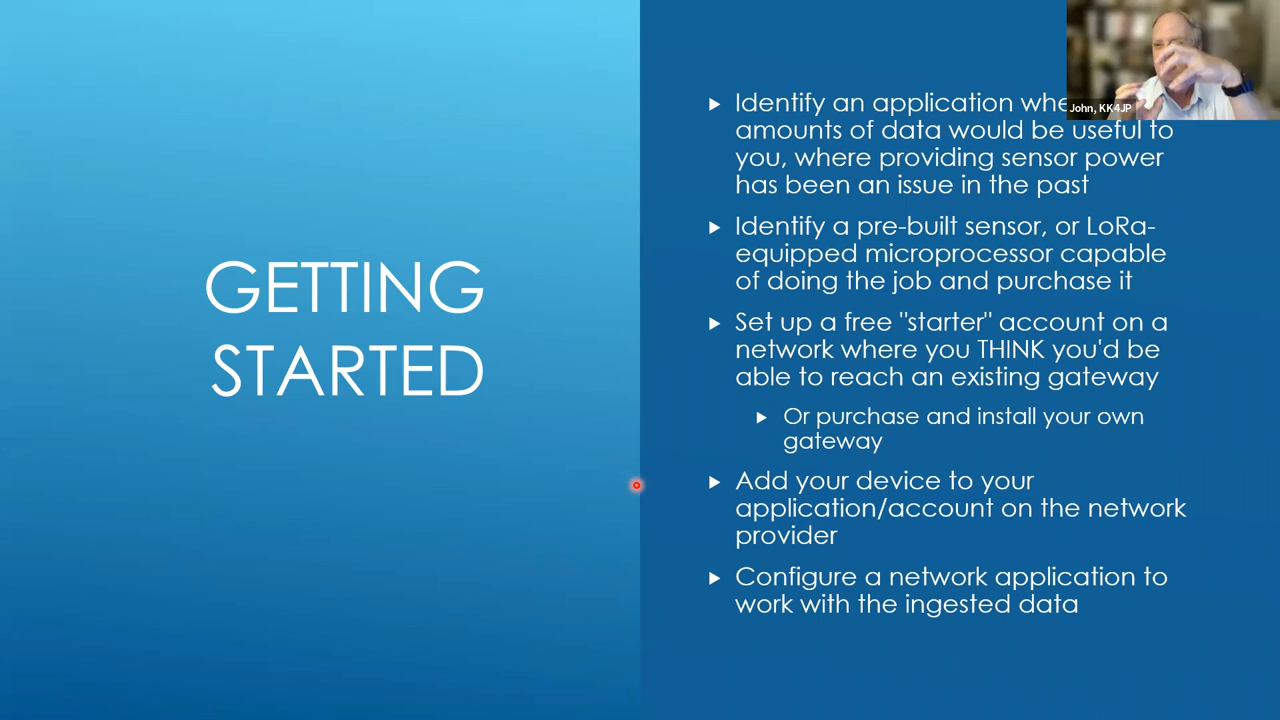 GETTING
STARTED
Identify an application
amounts of data would be useful to
you, where providing sensor power
has been an issue in the past
Identify a pre-built sensor, or LoRa-
equipped microprocessor capable
of doing the job and purchase it
Set up a free "starter" account on a
network where you THINK you'd be
able to reach an existing gateway
Or purchase and install your own
gateway
Add your device to your
application/account on the network
provider
Configure a network application to
work with the ingested data
John, KK4JP